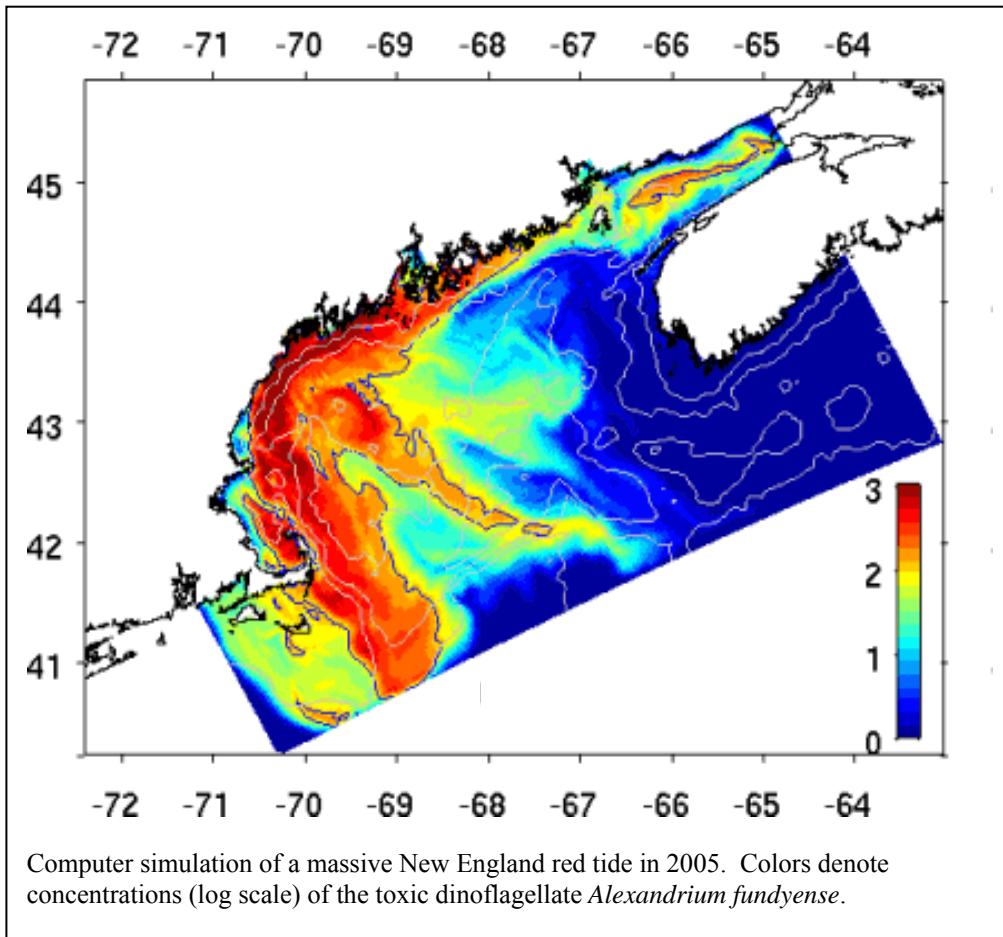 -72 -71 -70 -69 -68 -67 -66 -65 -64
45
44
43
42
41
3
2
1
0
-72 -71 -70 -69 -68 -67 -66 -65 -64
Computer simulation of a massive New England red tide in 2005.  Colors denote
concentrations (log scale) of the toxic dinoflagellate Alexandrium fundyense.